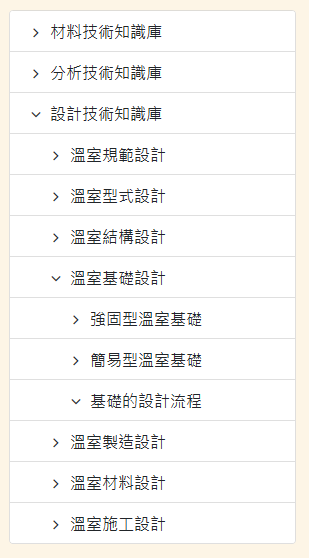 材料技術知識庫
分析技術知識庫
設計技術知識庫
溫室規範設計
溫室型式設計
溫室結構設計
溫室基礎設計
強固型溫室基礎
簡易型溫室基礎
基礎的設計流程
溫室製造設計
溫室材料設計
溫室施工設計